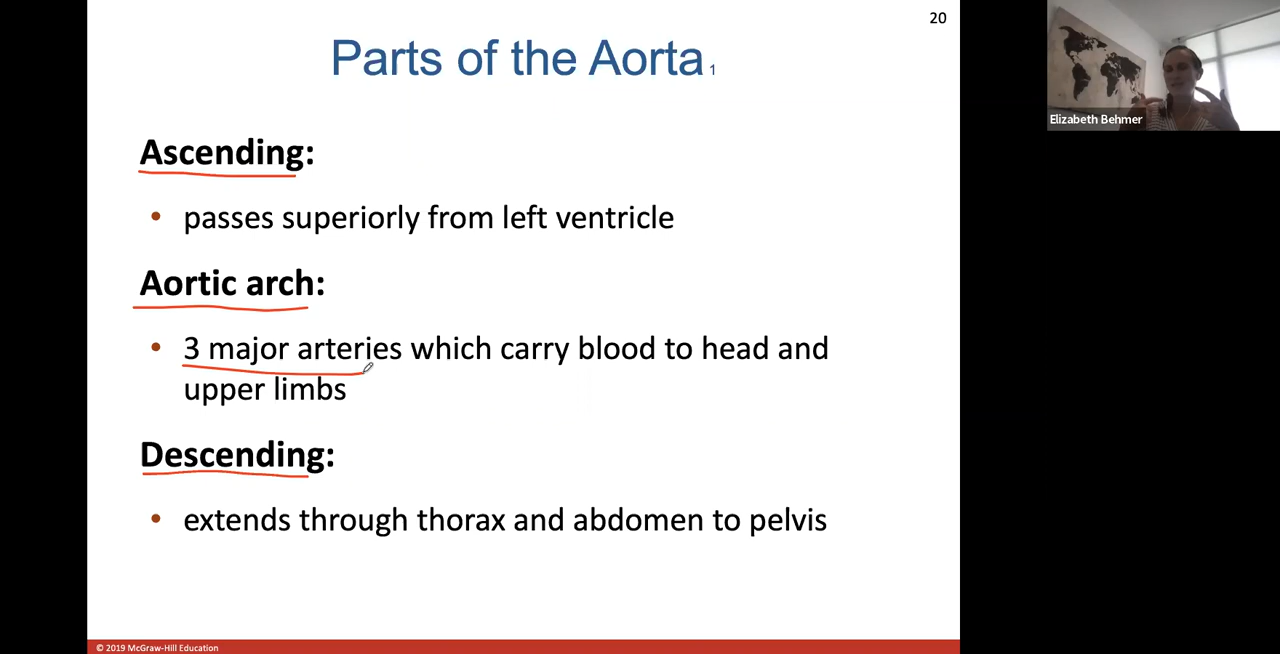 20
Parts of the Aorta 1
Elizabeth Behmer
Ascending:
• passes superiorly from left ventricle
Aortic arch:
• 3 major arteries which carry blood to head and
upper limbs
Descending:
• extends through thorax and abdomen to pelvis
© 2019 McGraw-Hill Education